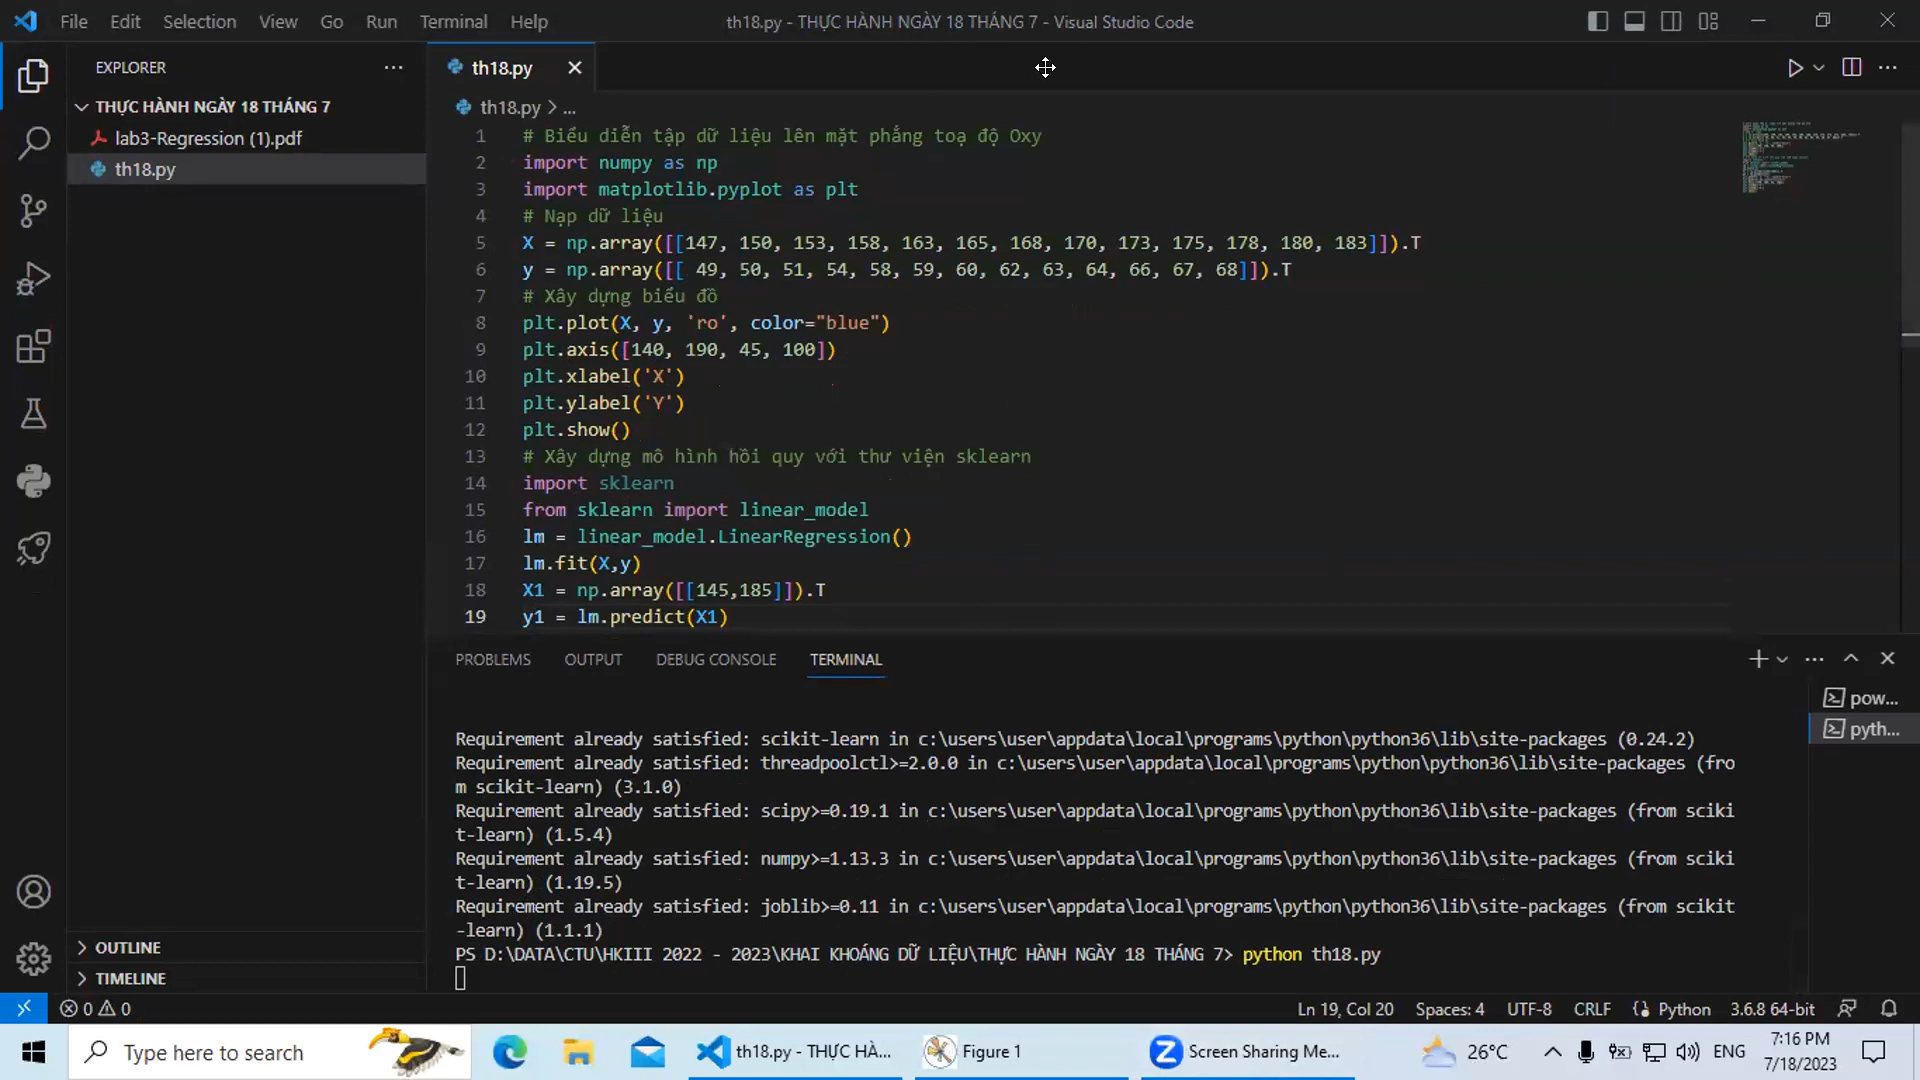 File Edit Selection View Go Run Terminal Help
th18.py - THỰC HÀNH NGÀY 18 THÁNG 7 - Visual Studio Code
EXPLORER
THỰC HÀNH NGÀY 18 THÁNG 7
lab3-Regression (1).pdf
th18.py
OUTLINE
TIMELINE
th18.py
th18.py > ...
1 # Biểu diễn tập dữ liệu lên mặt phẳng toạ độ Oxy
2 import numpy as np
3 import matplotlib.pyplot as plt
4 # Nạp dữ liệu
5 X = np.array([[147, 150, 153, 158, 163, 165, 168, 170, 173, 175, 178, 180, 183]]).T
6 y = np.array([[ 49, 50, 51, 54, 58, 59, 60, 62, 63, 64, 66, 67, 68]]).T
7 # Xây dựng biểu đồ
8 plt.plot(X, y, 'ro', color="blue")
9 plt.axis([140, 190, 45, 100])
10 plt.xlabel('X')
11 plt.ylabel('Y')
12 plt.show()
13 # Xây dựng mô hình hồi quy với thư viện sklearn
14 import sklearn
15 from sklearn import linear_model
16 lm = linear_model.LinearRegression()
17 lm.fit(X,y)
18 X1 = np.array([[145,185]]).T
19 y1 = lm.predict(X1)
PROBLEMS OUTPUT DEBUG CONSOLE TERMINAL
pow...
pyth...
Requirement already satisfied: scikit-learn in c:\users\user\appdata\local\programs\python\python36\lib\site-packages (0.24.2)
Requirement already satisfied: threadpoolctl>=2.0.0 in c:\users\user\appdata\local\programs\python\python36\lib\site-packages (fro
m scikit-learn) (3.1.0)
Requirement already satisfied: scipy>=0.19.1 in c:\users\user\appdata\local\programs\python\python36\lib\site-packages (from sciki
t-learn) (1.5.4)
Requirement already satisfied: numpy>=1.13.3 in c:\users\user\appdata\local\programs\python\python36\lib\site-packages (from sciki
t-learn) (1.19.5)
Requirement already satisfied: joblib>=0.11 in c:\users\user\appdata\local\programs\python\python36\lib\site-packages (from scikit
-learn) (1.1.1)
PS D:\DATA\CTU\HKIII 2022 - 2023\KHAI KHOÁNG DỮ LIỆU\THỰC HÀNH NGÀY 18 THÁNG 7> python th18.py
0 0
Ln 19, Col 20 Spaces: 4 UTF-8 CRLF Python 3.6.8 64-bit
Type here to search
th18.py - THỰC HÀ...
Figure 1
Screen Sharing Me...
26°C
ENG
7:16 PM
7/18/2023